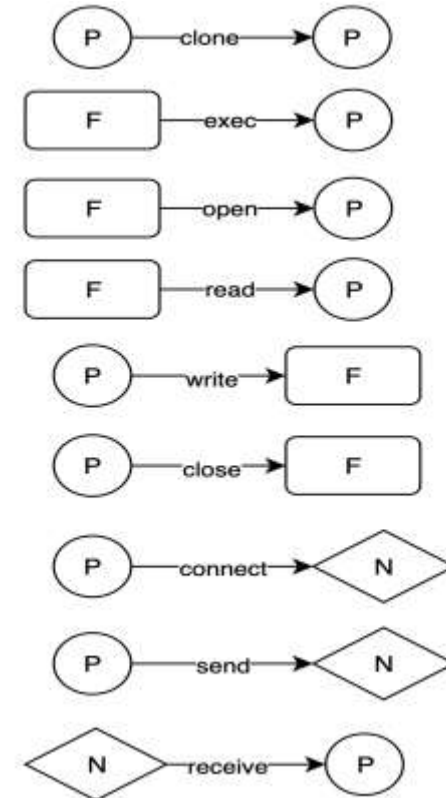 P clone P
F exec P
F open P
F read P
P write F
P close F
P connect N
P send N
N receive P